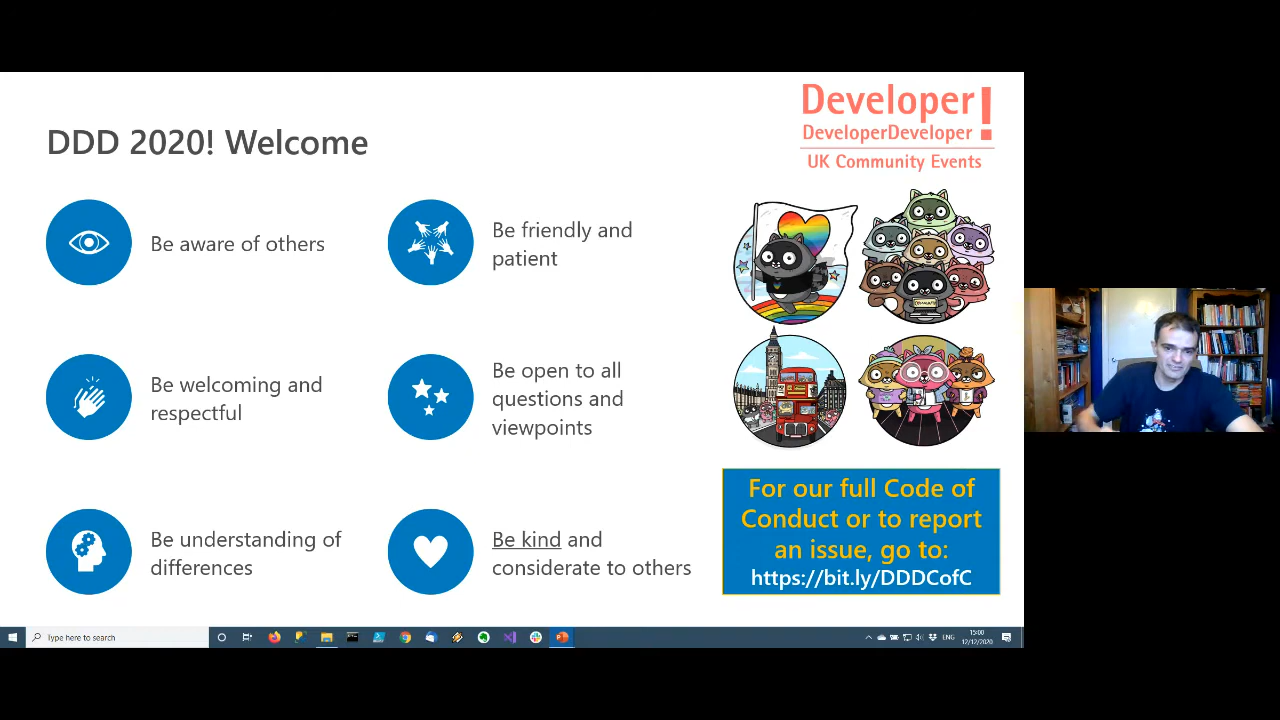 DDD 2020! Welcome
Developer!
DeveloperDeveloper
UK Community Events
Be aware of others
Be friendly and
patient
Be welcoming and
respectful
Be open to all
questions and
viewpoints
Be understanding of
differences
Be kind and
considerate to others
For our full Code of
Conduct or to report
an issue, go to:
https://bit.ly/DDDCofC
Type here to search
ENG
15:00
12/12/2020